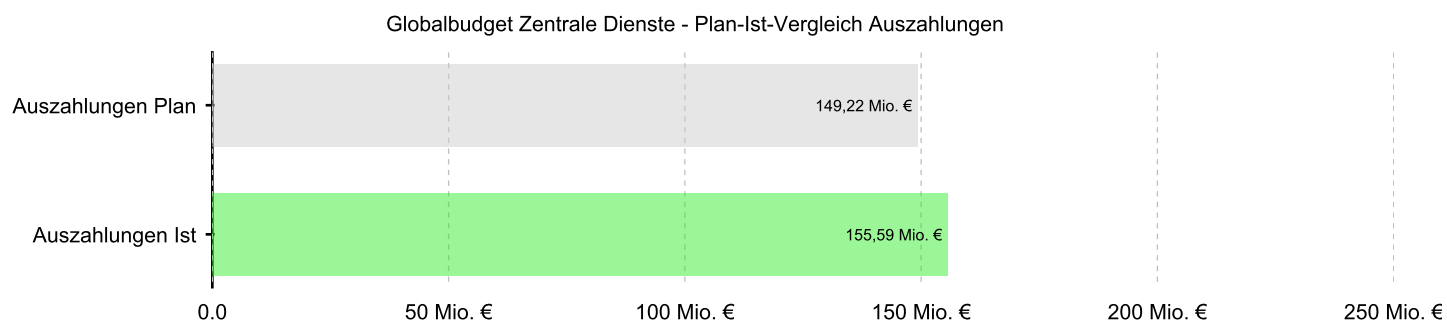 Globalbudget Zentrale Dienste - Plan-Ist-Vergleich Auszahlungen
Auszahlungen Plan
149,22 Mio. €
Auszahlungen Ist
155,59 Mio. €
0.0 50 Mio. € 100 Mio. € 150 Mio. € 200 Mio. € 250 Mio. €